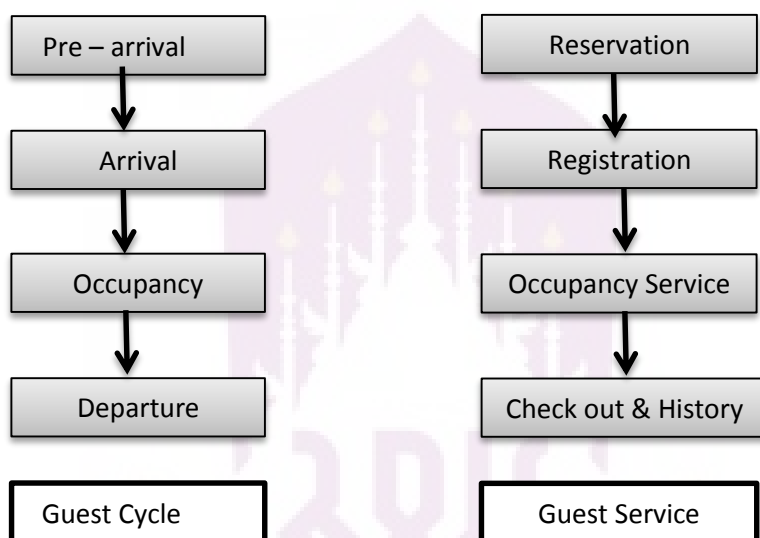 Pre – arrival
Reservation
Arrival
Registration
Occupancy
Occupancy Service
Departure
Check out & History
Guest Cycle
Guest Service